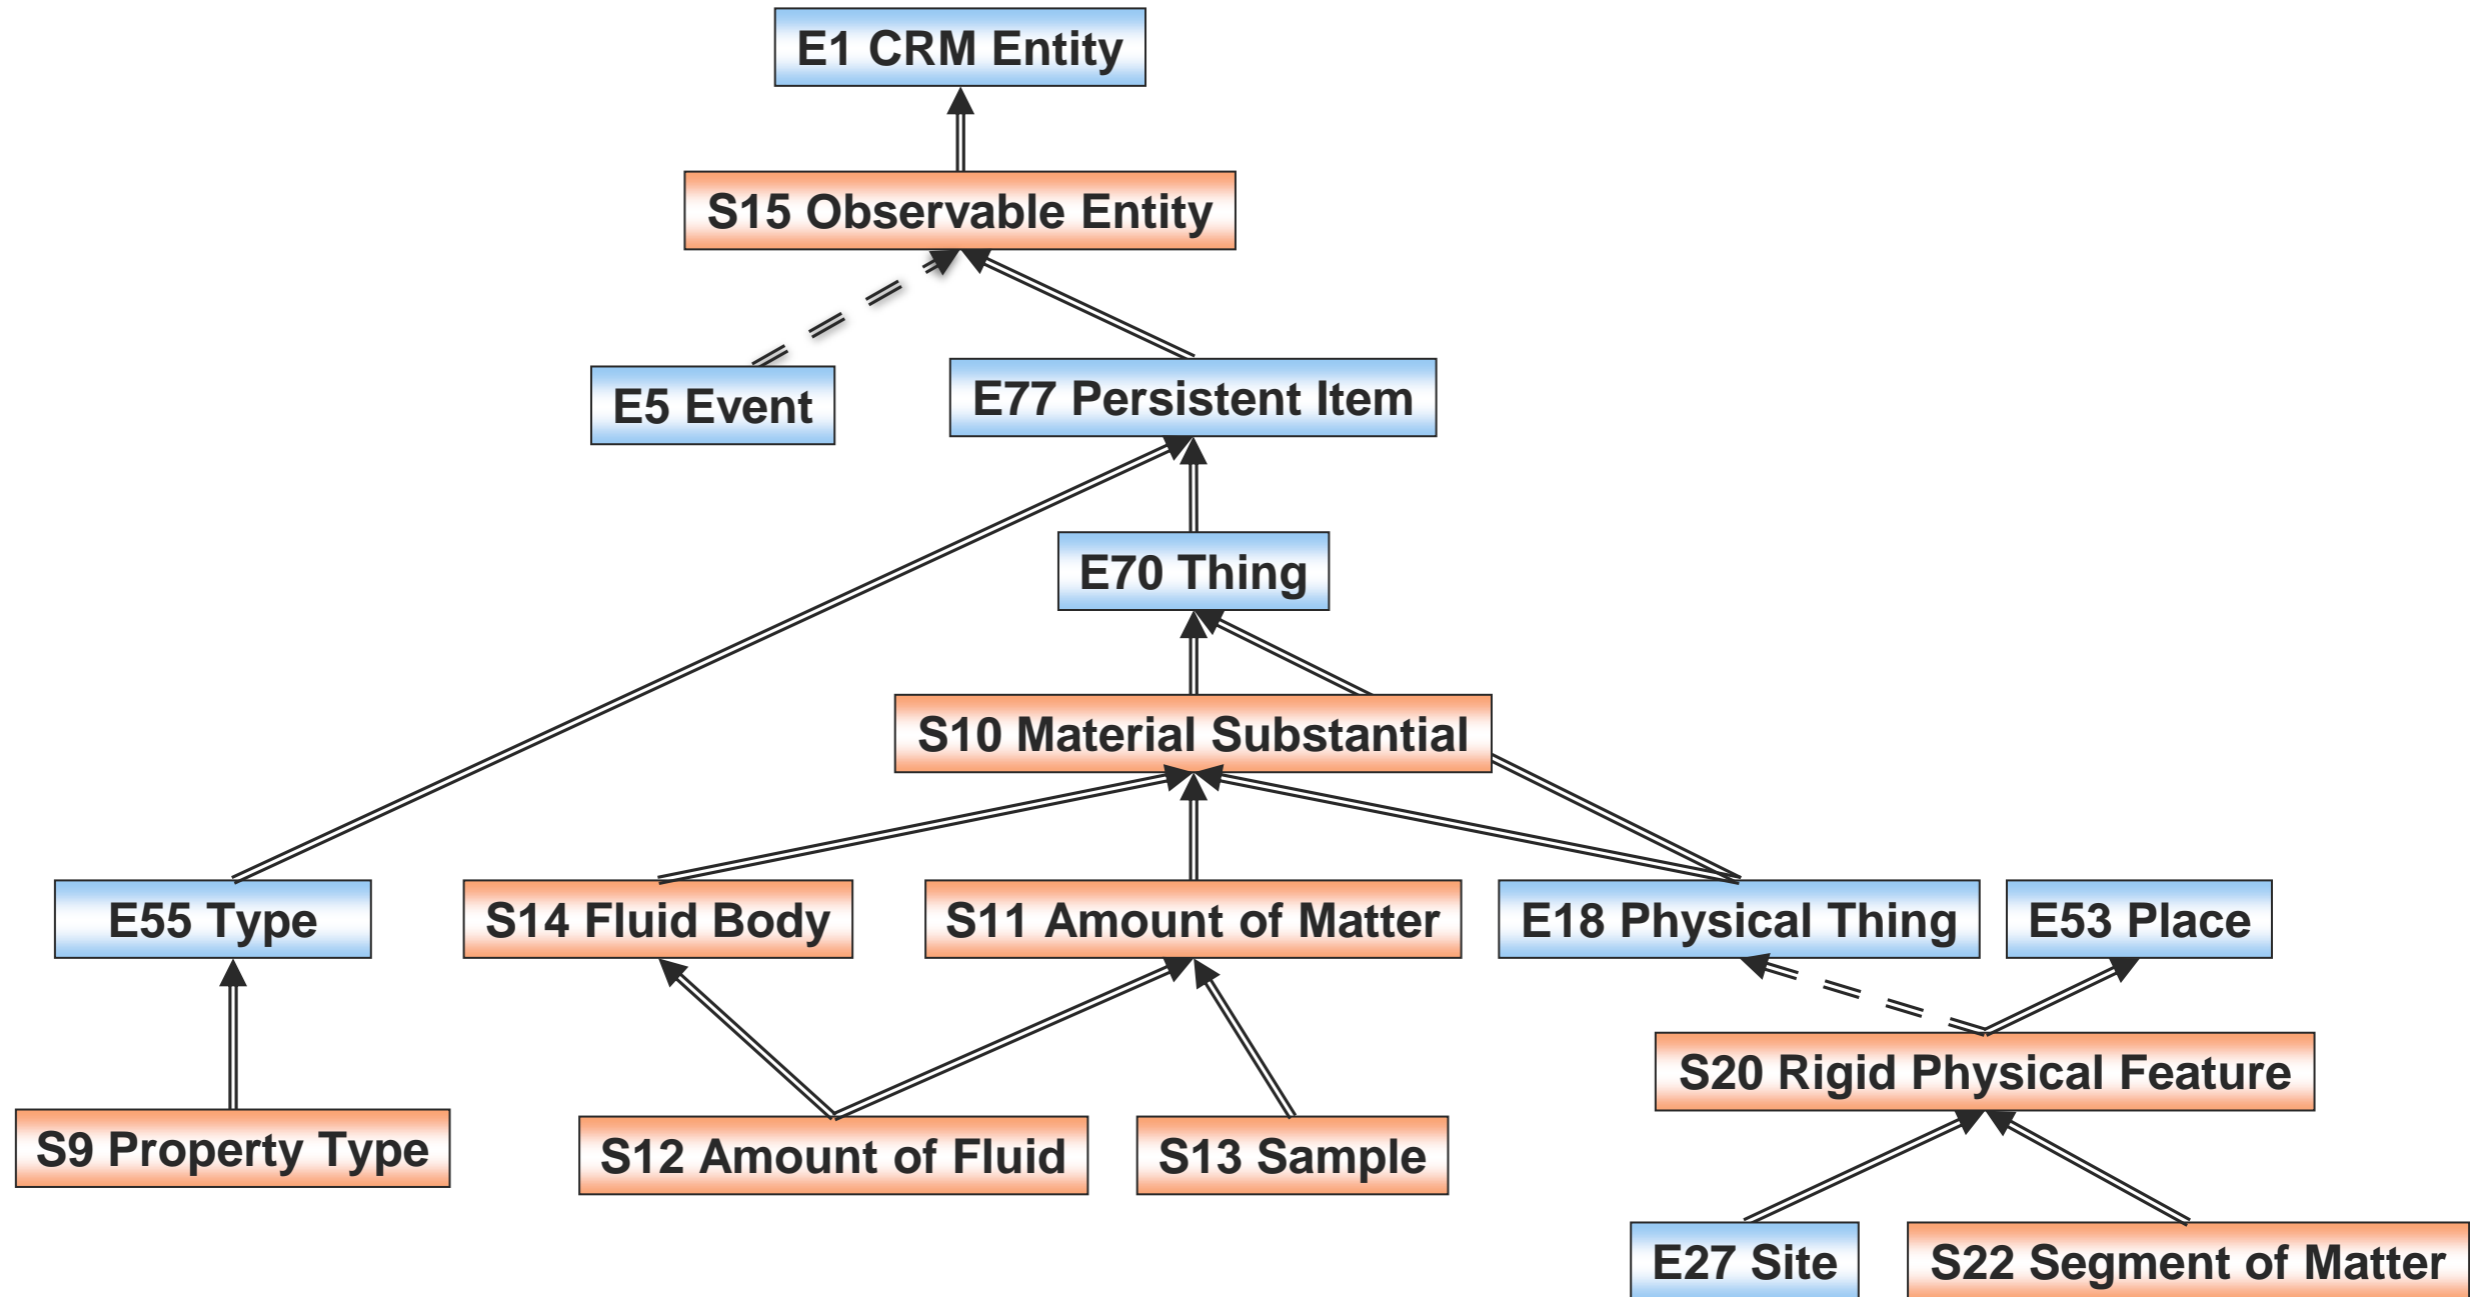 E1 CRM Entity
S15 Observable Entity
E5 Event
E77 Persistent Item
E70 Thing
S10 Material Substantial
E55 Type
S14 Fluid Body
S11 Amount of Matter
E18 Physical Thing
E53 Place
S20 Rigid Physical Feature
S9 Property Type
S12 Amount of Fluid
S13 Sample
E27 Site
S22 Segment of Matter